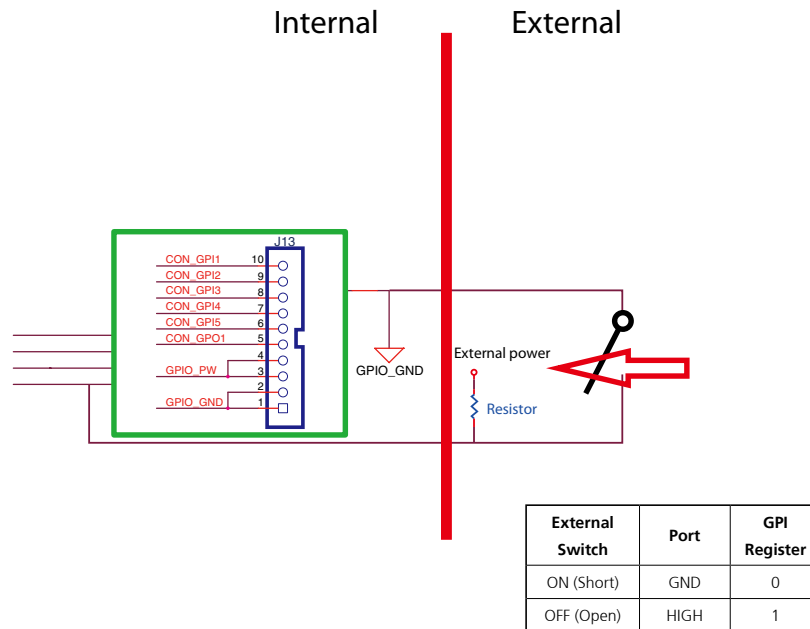 Internal External
J13
CON_GPI1 10
CON_GPI2 9
CON_GPI3 8
CON_GPI4 7
CON_GPI5 6
CON_GPO1 5
4
GPIO_PW 3
2
GPIO_GND 1
GPIO_GND
External power
Resistor
External Switch Port GPI Register
ON (Short) GND 0
OFF (Open) HIGH 1